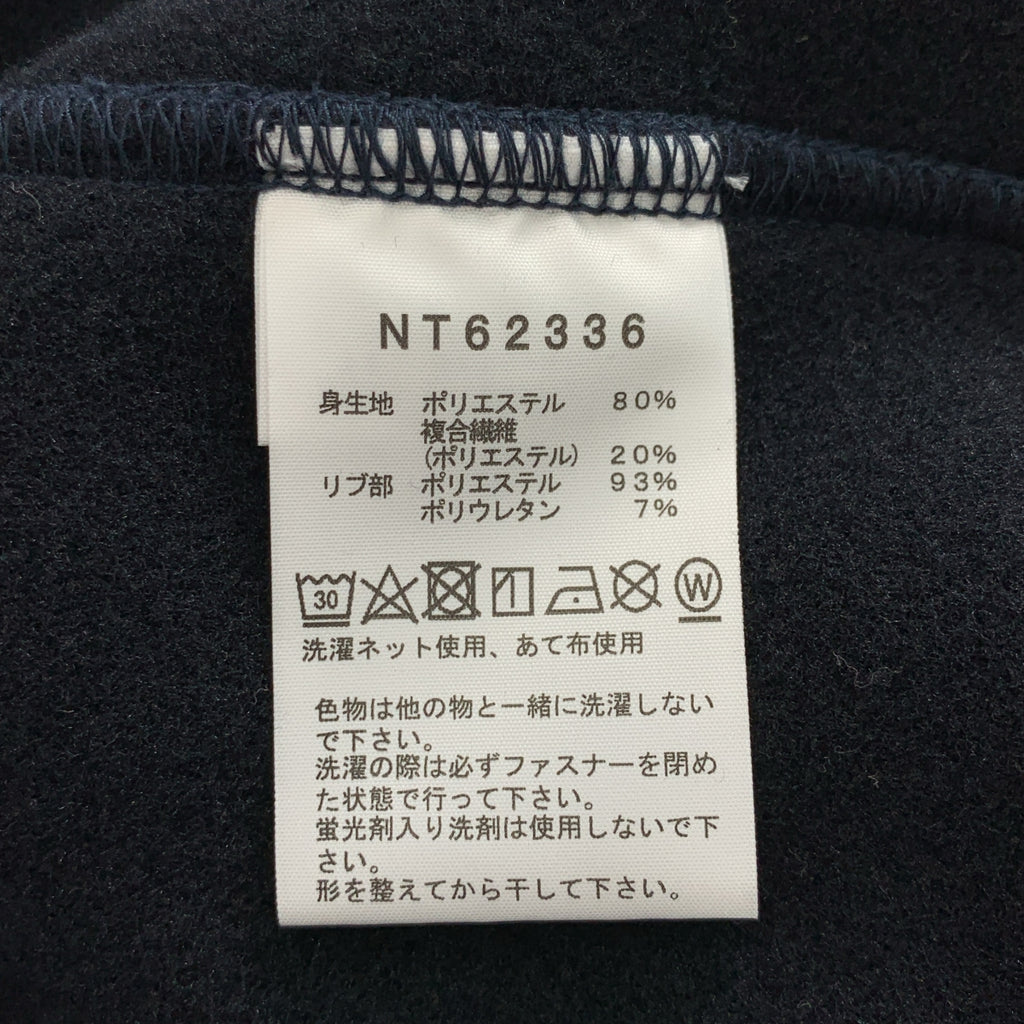 NT62336
身生地 ポリエステル 80%
複合繊維
(ポリエステル) 20%
リブ部 ポリエステル 93%
ポリウレタン 7%
30 W
洗濯ネット使用、あて布使用
色物は他の物と一緒に洗濯しない
で下さい。
洗濯の際は必ずファスナーを閉め
た状態で行って下さい。
蛍光剤入り洗剤は使用しないで下
さい。
形を整えてから干して下さい。